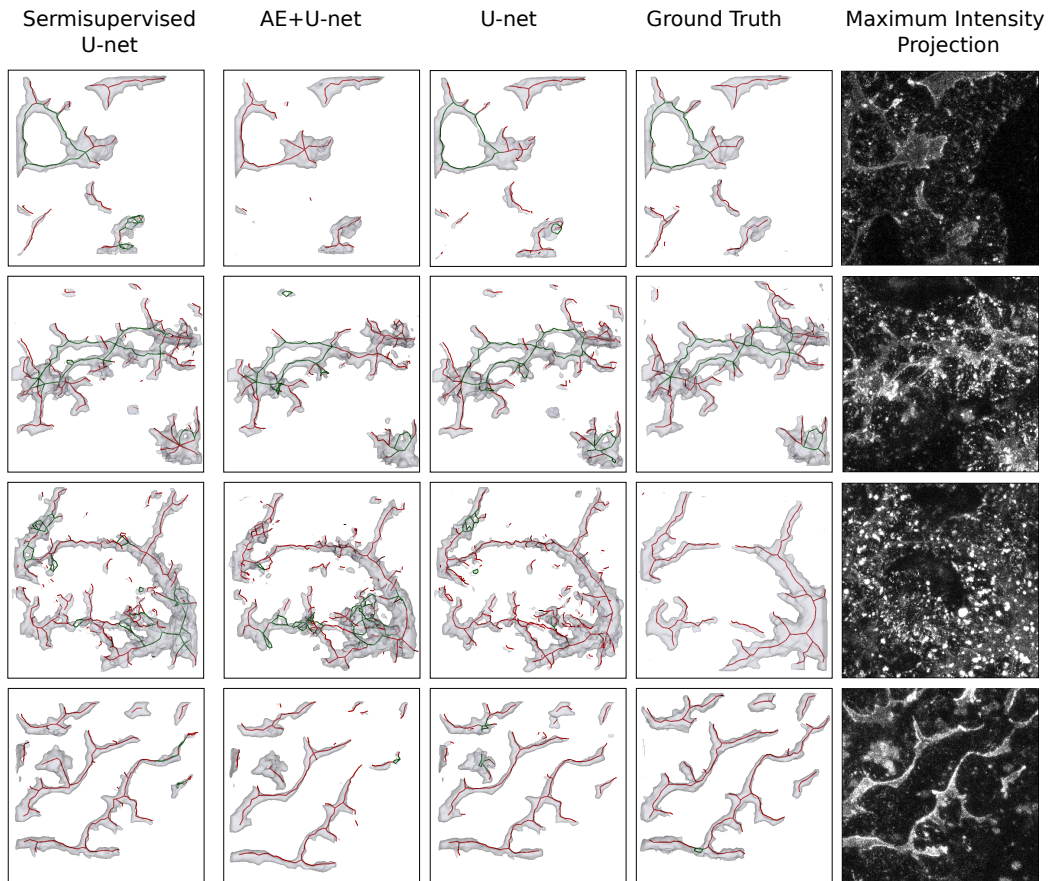 Sermisupervised
U-net
AE+U-net
U-net
Ground Truth
Maximum Intensity
Projection